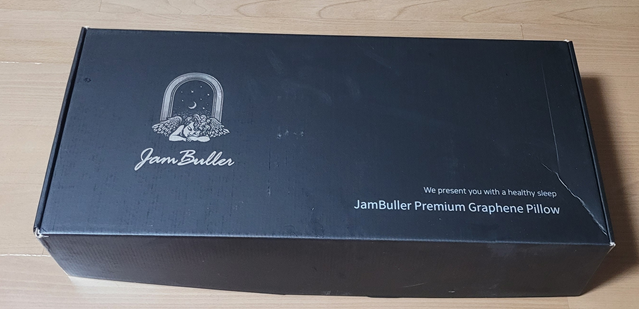 JamBuller
We present you with a healthy sleep
JamBuller Premium Graphene Pillow